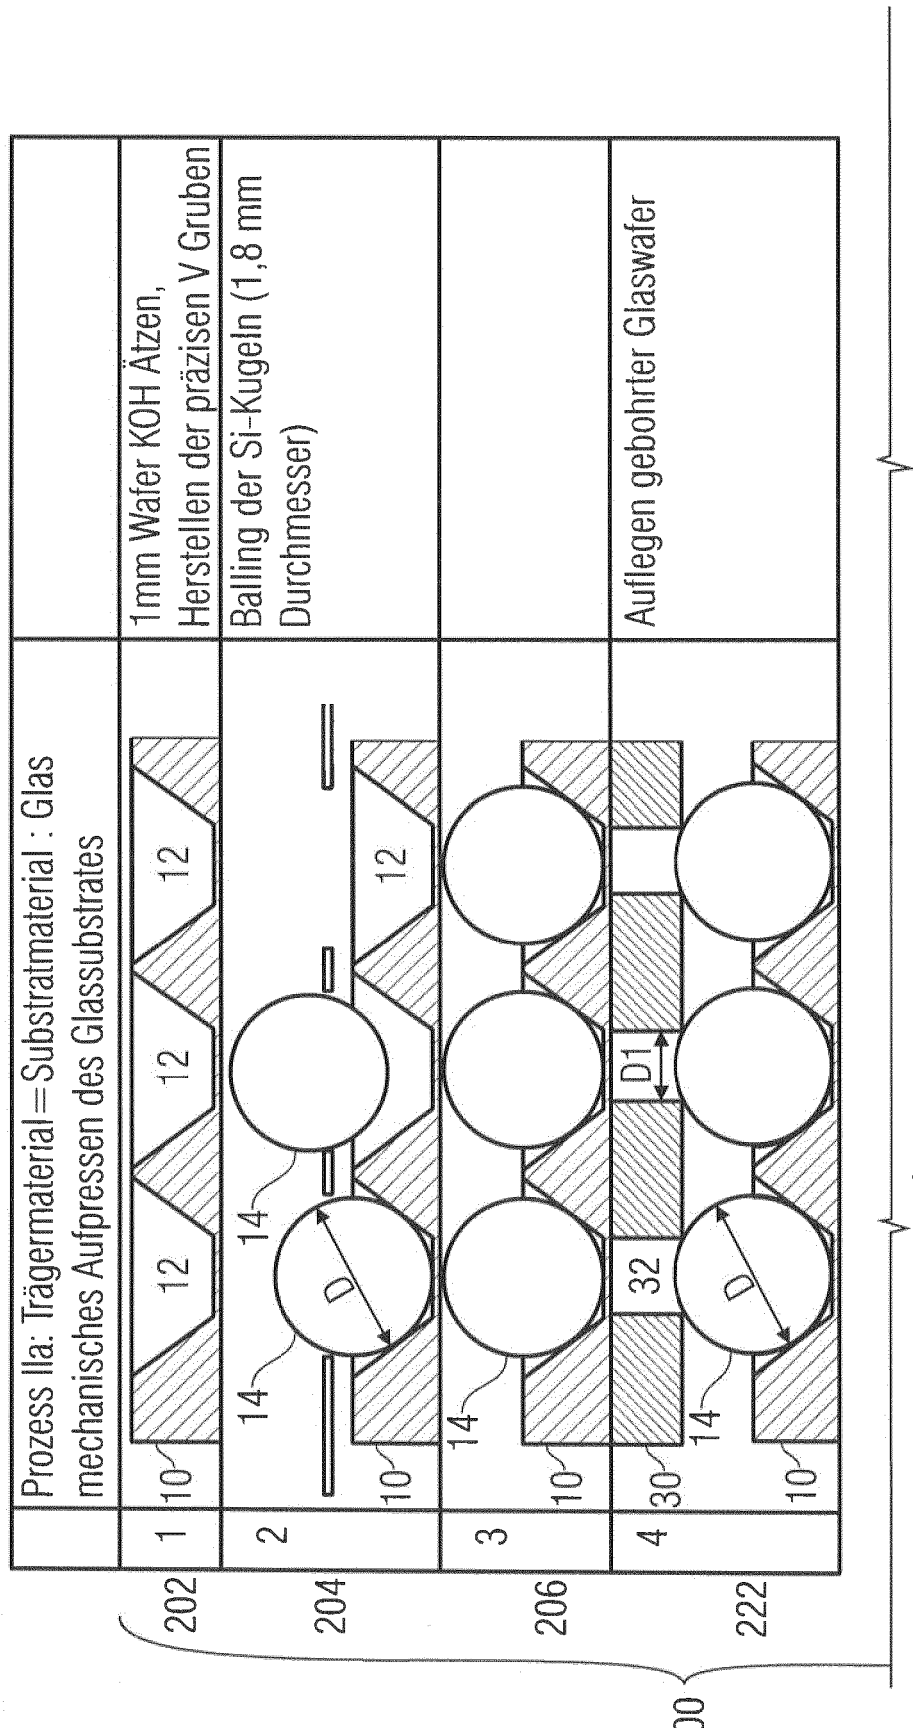 Prozess IIa: Trägermaterial=Substratmaterial : Glas
mechanisches Aufpressen des Glassubstrates
202
1
10
12
12
12
1mm Wafer KOH Ätzen,
Herstellen der präzisen V Gruben
204
2
14
14
D
10
12
Balling der Si-Kugeln (1,8 mm
Durchmesser)
206
3
14
10
222
4
30
32
D1
14
D
10
Auflegen gebohrter Glaswafer
00